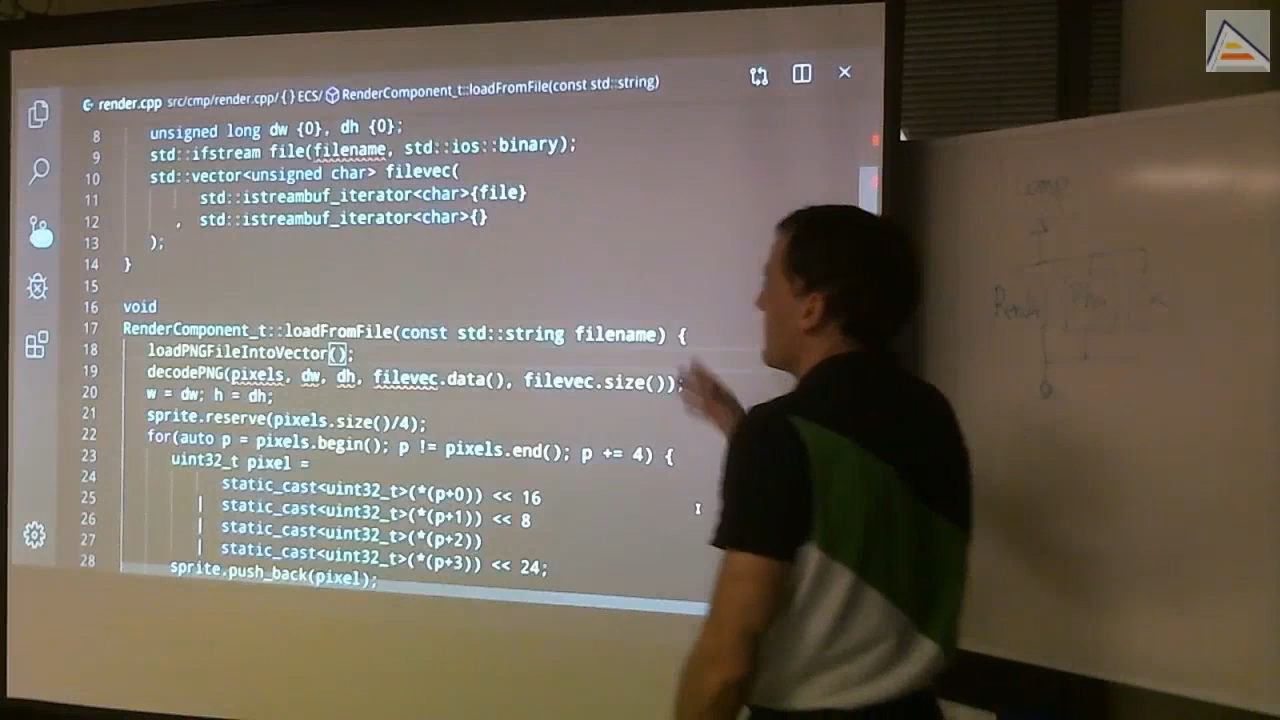 render.cpp src/cmp/render.cpp/ { } ECS/ RenderComponent_t::loadFromFile(const std::string)
8 unsigned long dw {0}, dh {0};
9 std::ifstream file(filename, std::ios::binary);
10 std::vector<unsigned char> filevec(
11 std::istreambuf_iterator<char>{file}
12 , std::istreambuf_iterator<char>{}
13 );
14 }
15
16 void
17 RenderComponent_t::loadFromFile(const std::string filename) {
18 loadPNGFileIntoVector();
19 decodePNG(pixels, dw, dh, filevec.data(), filevec.size());
20 w = dw; h = dh;
21 sprite.reserve(pixels.size()/4);
22 for(auto p = pixels.begin(); p != pixels.end(); p += 4) {
23 uint32_t pixel =
24 static_cast<uint32_t>(*(p+0)) << 16
25 | static_cast<uint32_t>(*(p+1)) << 8
26 | static_cast<uint32_t>(*(p+2))
27 | static_cast<uint32_t>(*(p+3)) << 24;
28 sprite.push_back(pixel);